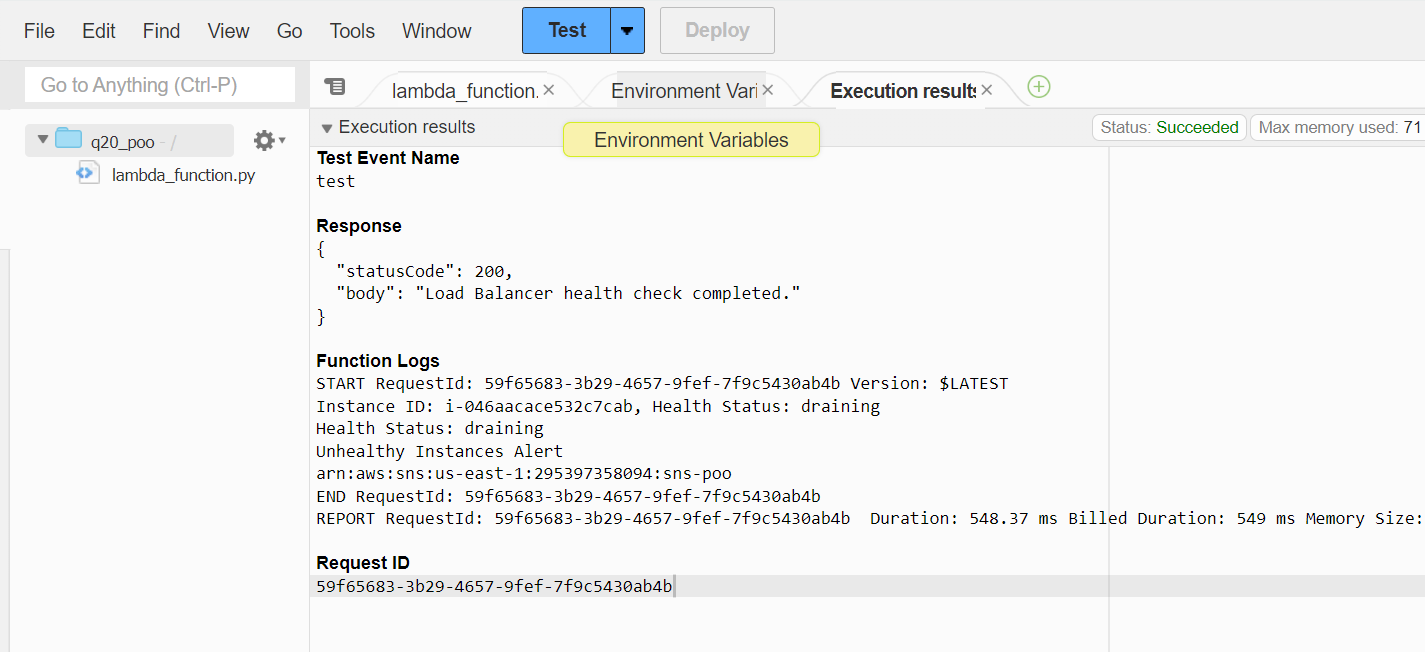 File Edit Find View Go Tools Window Test Deploy
Go to Anything (Ctrl-P)
lambda_function. Environment Vari Execution results
q20_poo - /
lambda_function.py
Execution results
Environment Variables
Status: Succeeded
Max memory used: 71
Test Event Name
test
Response
{
"statusCode": 200,
"body": "Load Balancer health check completed."
}
Function Logs
START RequestId: 59f65683-3b29-4657-9fef-7f9c5430ab4b Version: $LATEST
Instance ID: i-046aacace532c7cab, Health Status: draining
Health Status: draining
Unhealthy Instances Alert
arn:aws:sns:us-east-1:295397358094:sns-poo
END RequestId: 59f65683-3b29-4657-9fef-7f9c5430ab4b
REPORT RequestId: 59f65683-3b29-4657-9fef-7f9c5430ab4b Duration: 548.37 ms Billed Duration: 549 ms Memory Size:
Request ID
59f65683-3b29-4657-9fef-7f9c5430ab4b